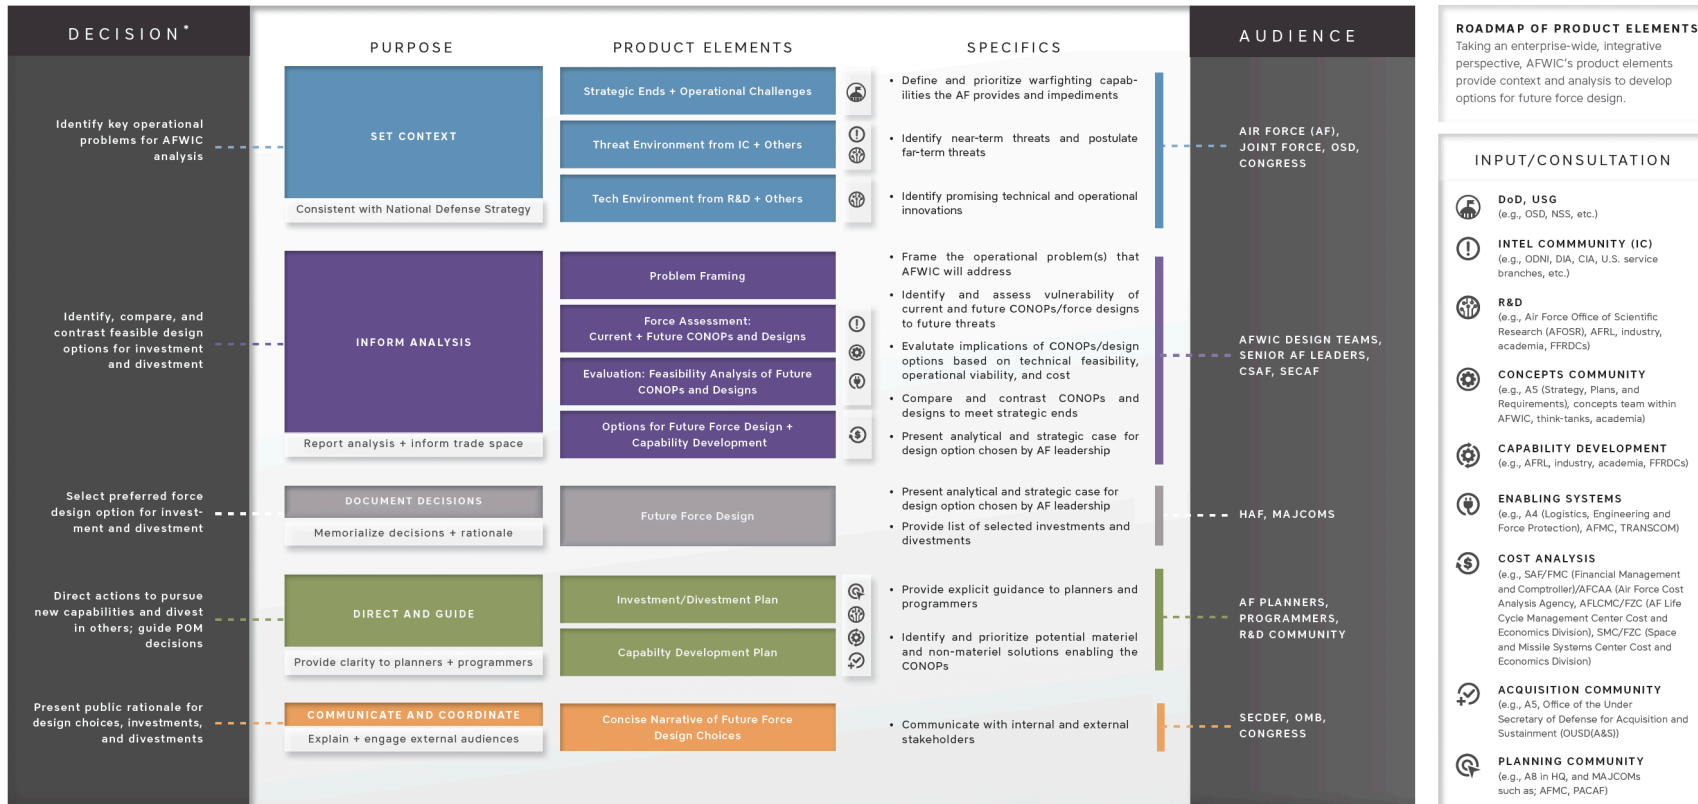 DECISION*
PURPOSE
PRODUCT ELEMENTS
SPECIFICS
AUDIENCE
Identify key operational
problems for AFWIC
analysis
SET CONTEXT
Consistent with National Defense Strategy
Strategic Ends + Operational Challenges
Threat Environment from IC + Others
Tech Environment from R&D + Others
• Define and prioritize warfighting capab-
ilities the AF provides and impediments
• Identify near-term threats and postulate
far-term threats
• Identify promising technical and operational
innovations
AIR FORCE (AF),
JOINT FORCE, OSD,
CONGRESS
Identify, compare, and
contrast feasible design
options for investment
and divestment
INFORM ANALYSIS
Report analysis + inform trade space
Problem Framing
Force Assessment:
Current + Future CONOPs and Designs
Evaluation: Feasibility Analysis of Future
CONOPs and Designs
Options for Future Force Design +
Capability Development
• Frame the operational problem(s) that
AFWIC will address
• Identify and assess vulnerability of
current and future CONOPs/force designs
to future threats
• Evalutate implications of CONOPs/design
options based on technical feasibility,
operational viability, and cost
• Compare and contrast CONOPs and
designs to meet strategic ends
• Present analytical and strategic case for
design option chosen by AF leadership
AFWIC DESIGN TEAMS,
SENIOR AF LEADERS,
CSAF, SECAF
Select preferred force
design option for invest-
ment and divestment
DOCUMENT DECISIONS
Memorialize decisions + rationale
Future Force Design
• Present analytical and strategic case for
design option chosen by AF leadership
• Provide list of selected investments and
divestments
HAF, MAJCOMS
Direct actions to pursue
new capabilities and divest
in others; guide POM
decisions
DIRECT AND GUIDE
Provide clarity to planners + programmers
Investment/Divestment Plan
Capabilty Development Plan
• Provide explicit guidance to planners and
programmers
• Identify and prioritize potential materiel
and non-materiel solutions enabling the
CONOPs
AF PLANNERS,
PROGRAMMERS,
R&D COMMUNITY
Present public rationale for
design choices, investments,
and divestments
COMMUNICATE AND COORDINATE
Explain + engage external audiences
Concise Narrative of Future Force
Design Choices
• Communicate with internal and external
stakeholders
SECDEF, OMB,
CONGRESS
ROADMAP OF PRODUCT ELEMENTS
Taking an enterprise-wide, integrative
perspective, AFWIC's product elements
provide context and analysis to develop
options for future force design.
INPUT/CONSULTATION
DoD, USG
(e.g., OSD, NSS, etc.)
INTEL COMMMUNITY (IC)
(e.g., ODNI, DIA, CIA, U.S. service
branches, etc.)
R&D
(e.g., Air Force Office of Scientific
Research (AFOSR), AFRL, industry,
academia, FFRDCs)
CONCEPTS COMMUNITY
(e.g., A5 (Strategy, Plans, and
Requirements), concepts team within
AFWIC, think-tanks, academia)
CAPABILITY DEVELOPMENT
(e.g., AFRL, industry, academia, FFRDCs)
ENABLING SYSTEMS
(e.g., A4 (Logistics, Engineering and
Force Protection), AFMC, TRANSCOM)
COST ANALYSIS
(e.g., SAF/FMC (Financial Management
and Comptroller)/AFCAA (Air Force Cost
Analysis Agency, AFLCMC/FZC (AF Life
Cycle Management Center Cost and
Economics Division), SMC/FZC (Space
and Missile Systems Center Cost and
Economics Division)
ACQUISITION COMMUNITY
(e.g., A5, Office of the Under
Secretary of Defense for Acquisition and
Sustainment (OUSD(A&S))
PLANNING COMMUNITY
(e.g., A8 in HQ, and MAJCOMs
such as; AFMC, PACAF)